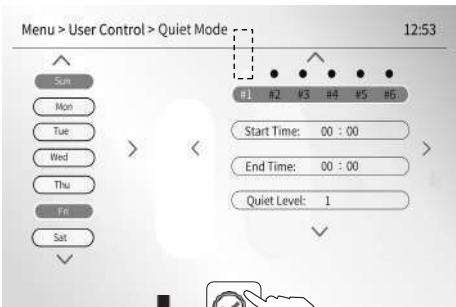 Menu > User Control > Quiet Mode
12:53
Sun
Mon
Tue
Wed
Thu
Fri
Sat
#1 #2 #3 #4 #5 #6
Start Time: 00 : 00
End Time: 00 : 00
Quiet Level: 1